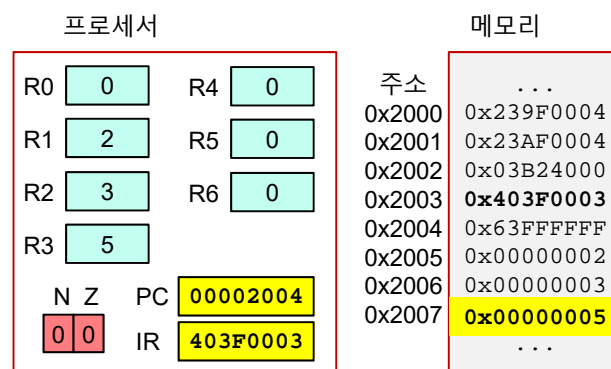 프로세서
R0 0 R4 0
R1 2 R5 0
R2 3 R6 0
R3 5
N Z PC 00002004
0 0 IR 403F0003
메모리
주소 ...
0x2000 0x239F0004
0x2001 0x23AF0004
0x2002 0x03B24000
0x2003 0x403F0003
0x2004 0x63FFFFFF
0x2005 0x00000002
0x2006 0x00000003
0x2007 0x00000005
...